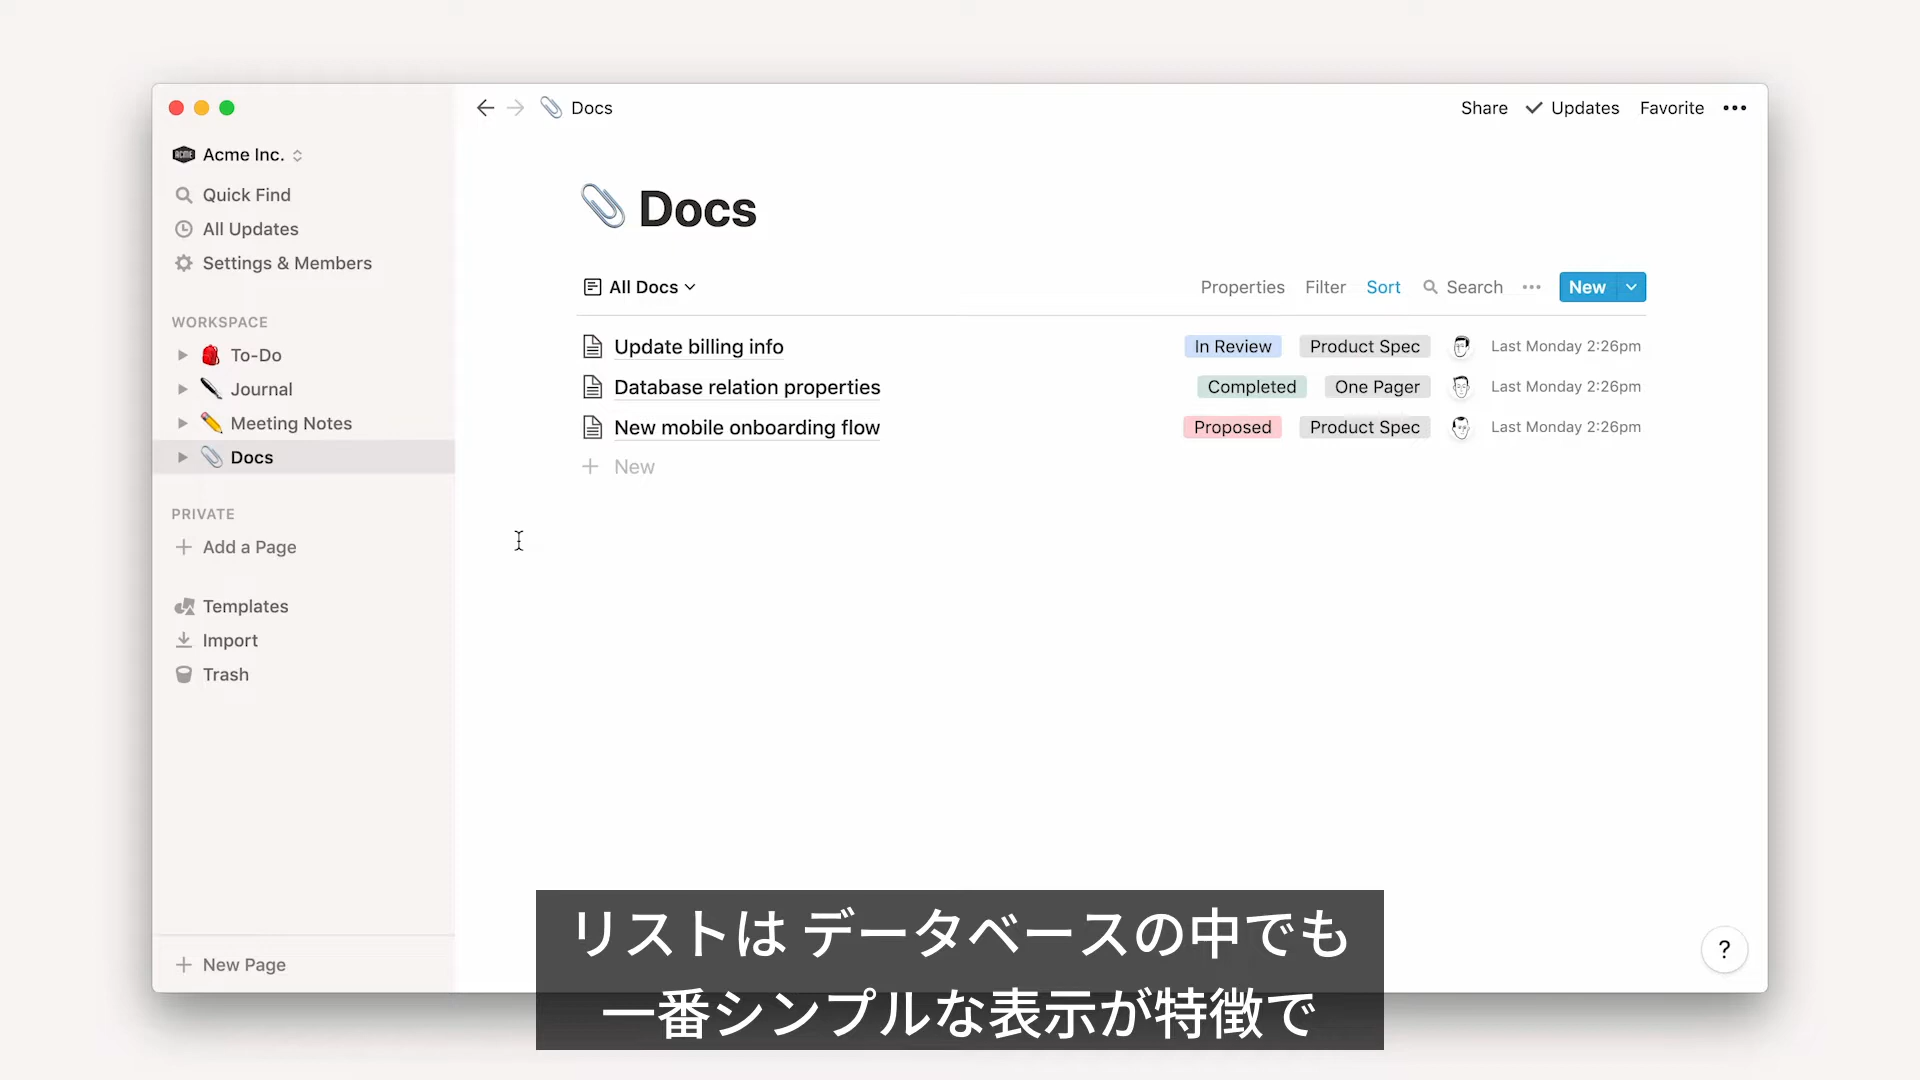 Docs
Share Updates Favorite
ACME Acme Inc.
Quick Find
All Updates
Settings & Members
WORKSPACE
To-Do
Journal
Meeting Notes
Docs
PRIVATE
Add a Page
Templates
Import
Trash
New Page
Docs
All Docs
Properties Filter Sort Search New
Update billing info In Review Product Spec Last Monday 2:26pm
Database relation properties Completed One Pager Last Monday 2:26pm
New mobile onboarding flow Proposed Product Spec Last Monday 2:26pm
New
?
リストは データベースの中でも
一番シンプルな表示が特徴で